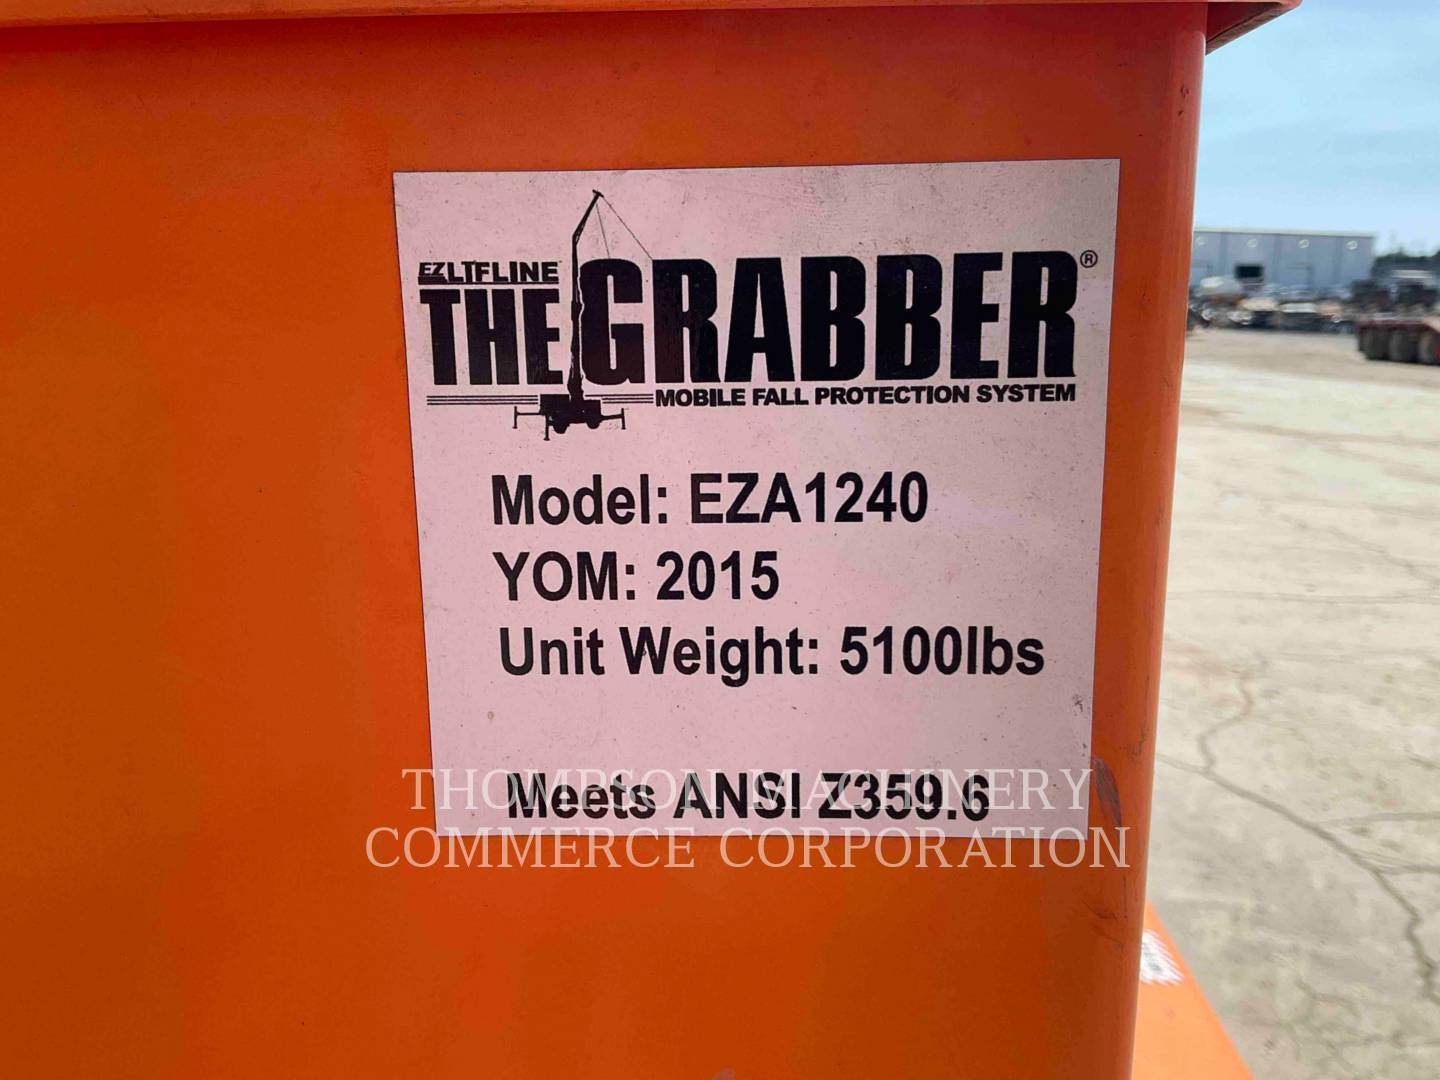 EZLIFLINE
THE GRABBER®
MOBILE FALL PROTECTION SYSTEM
Model: EZA1240
YOM: 2015
Unit Weight: 5100lbs
Meets ANSI Z359.6
THOMPSON MACHINERY
COMMERCE CORPORATION